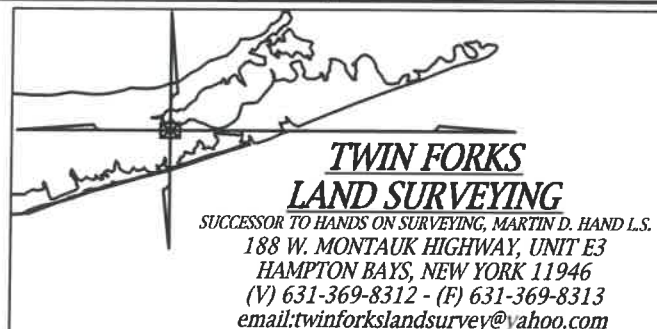 TWIN FORKS
LAND SURVEYING
SUCCESSOR TO HANDS ON SURVEYING, MARTIN D. HAND L.S.
188 W. MONTAUK HIGHWAY, UNIT E3
HAMPTON BAYS, NEW YORK 11946
(V) 631-369-8312 - (F) 631-369-8313
email:twinforkslandsurvey@yahoo.com